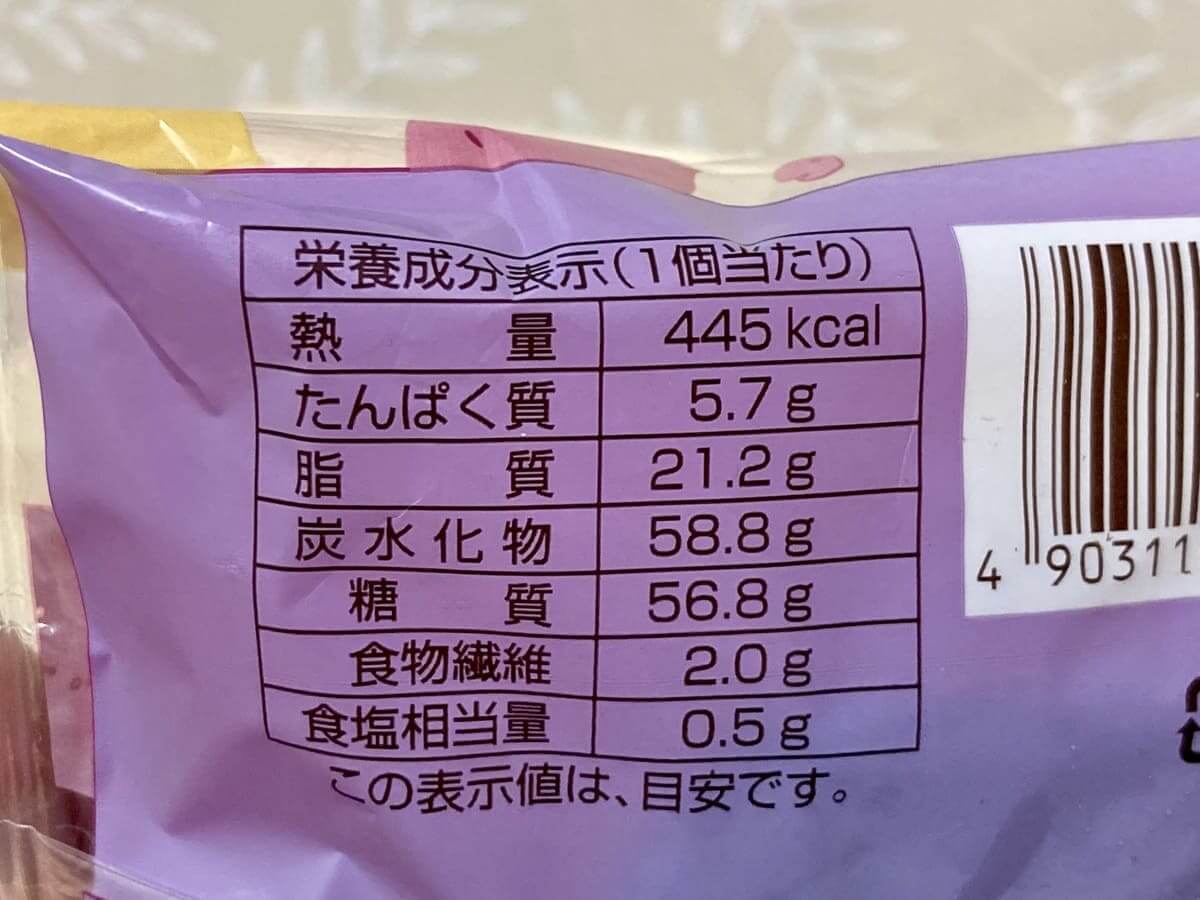 栄養成分表示(1個当たり)
熱量 445kcal
たんぱく質 5.7g
脂質 21.2g
炭水化物 58.8g
糖質 56.8g
食物繊維 2.0g
食塩相当量 0.5g
この表示値は、目安です。
4 90311